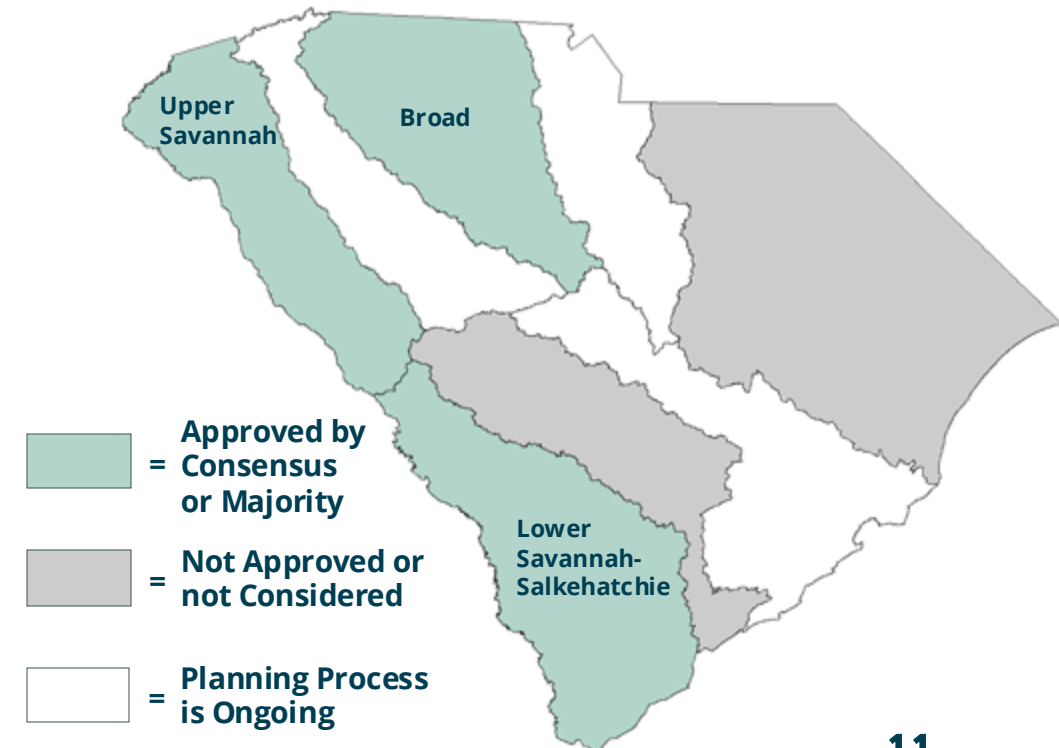 Upper
Savannah
Broad
Approved by
= Consensus
or Majority
Lower
Savannah-
Salkehatchie
Not Approved or
= not Considered
Planning Process
= is Ongoing
11